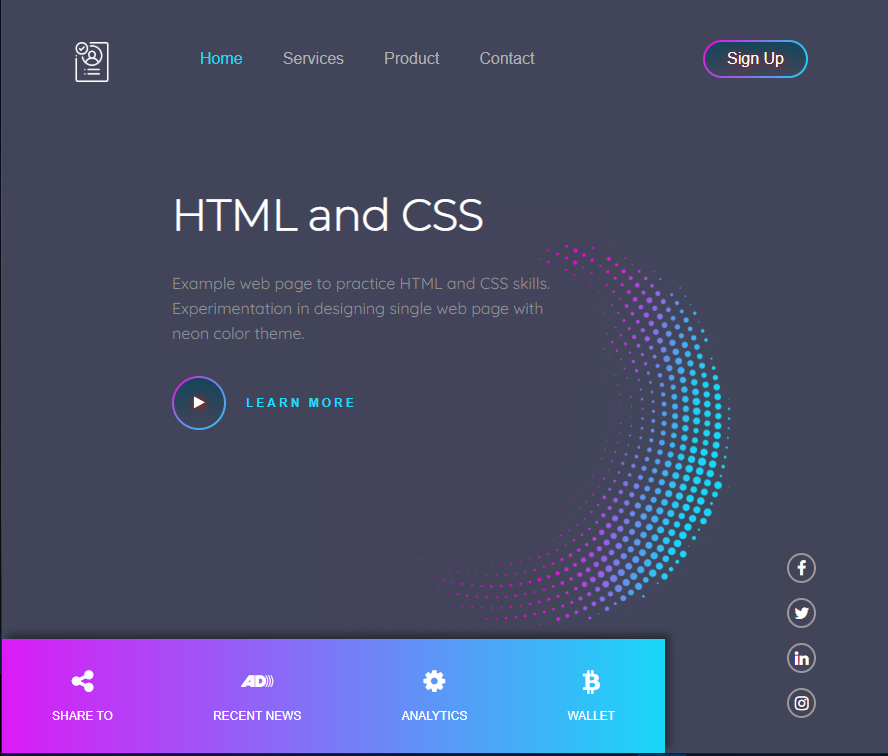 Home Services Product Contact Sign Up
HTML and CSS
Example web page to practice HTML and CSS skills.
Experimentation in designing single web page with
neon color theme.
LEARN MORE
AD
SHARE TO RECENT NEWS ANALYTICS WALLET